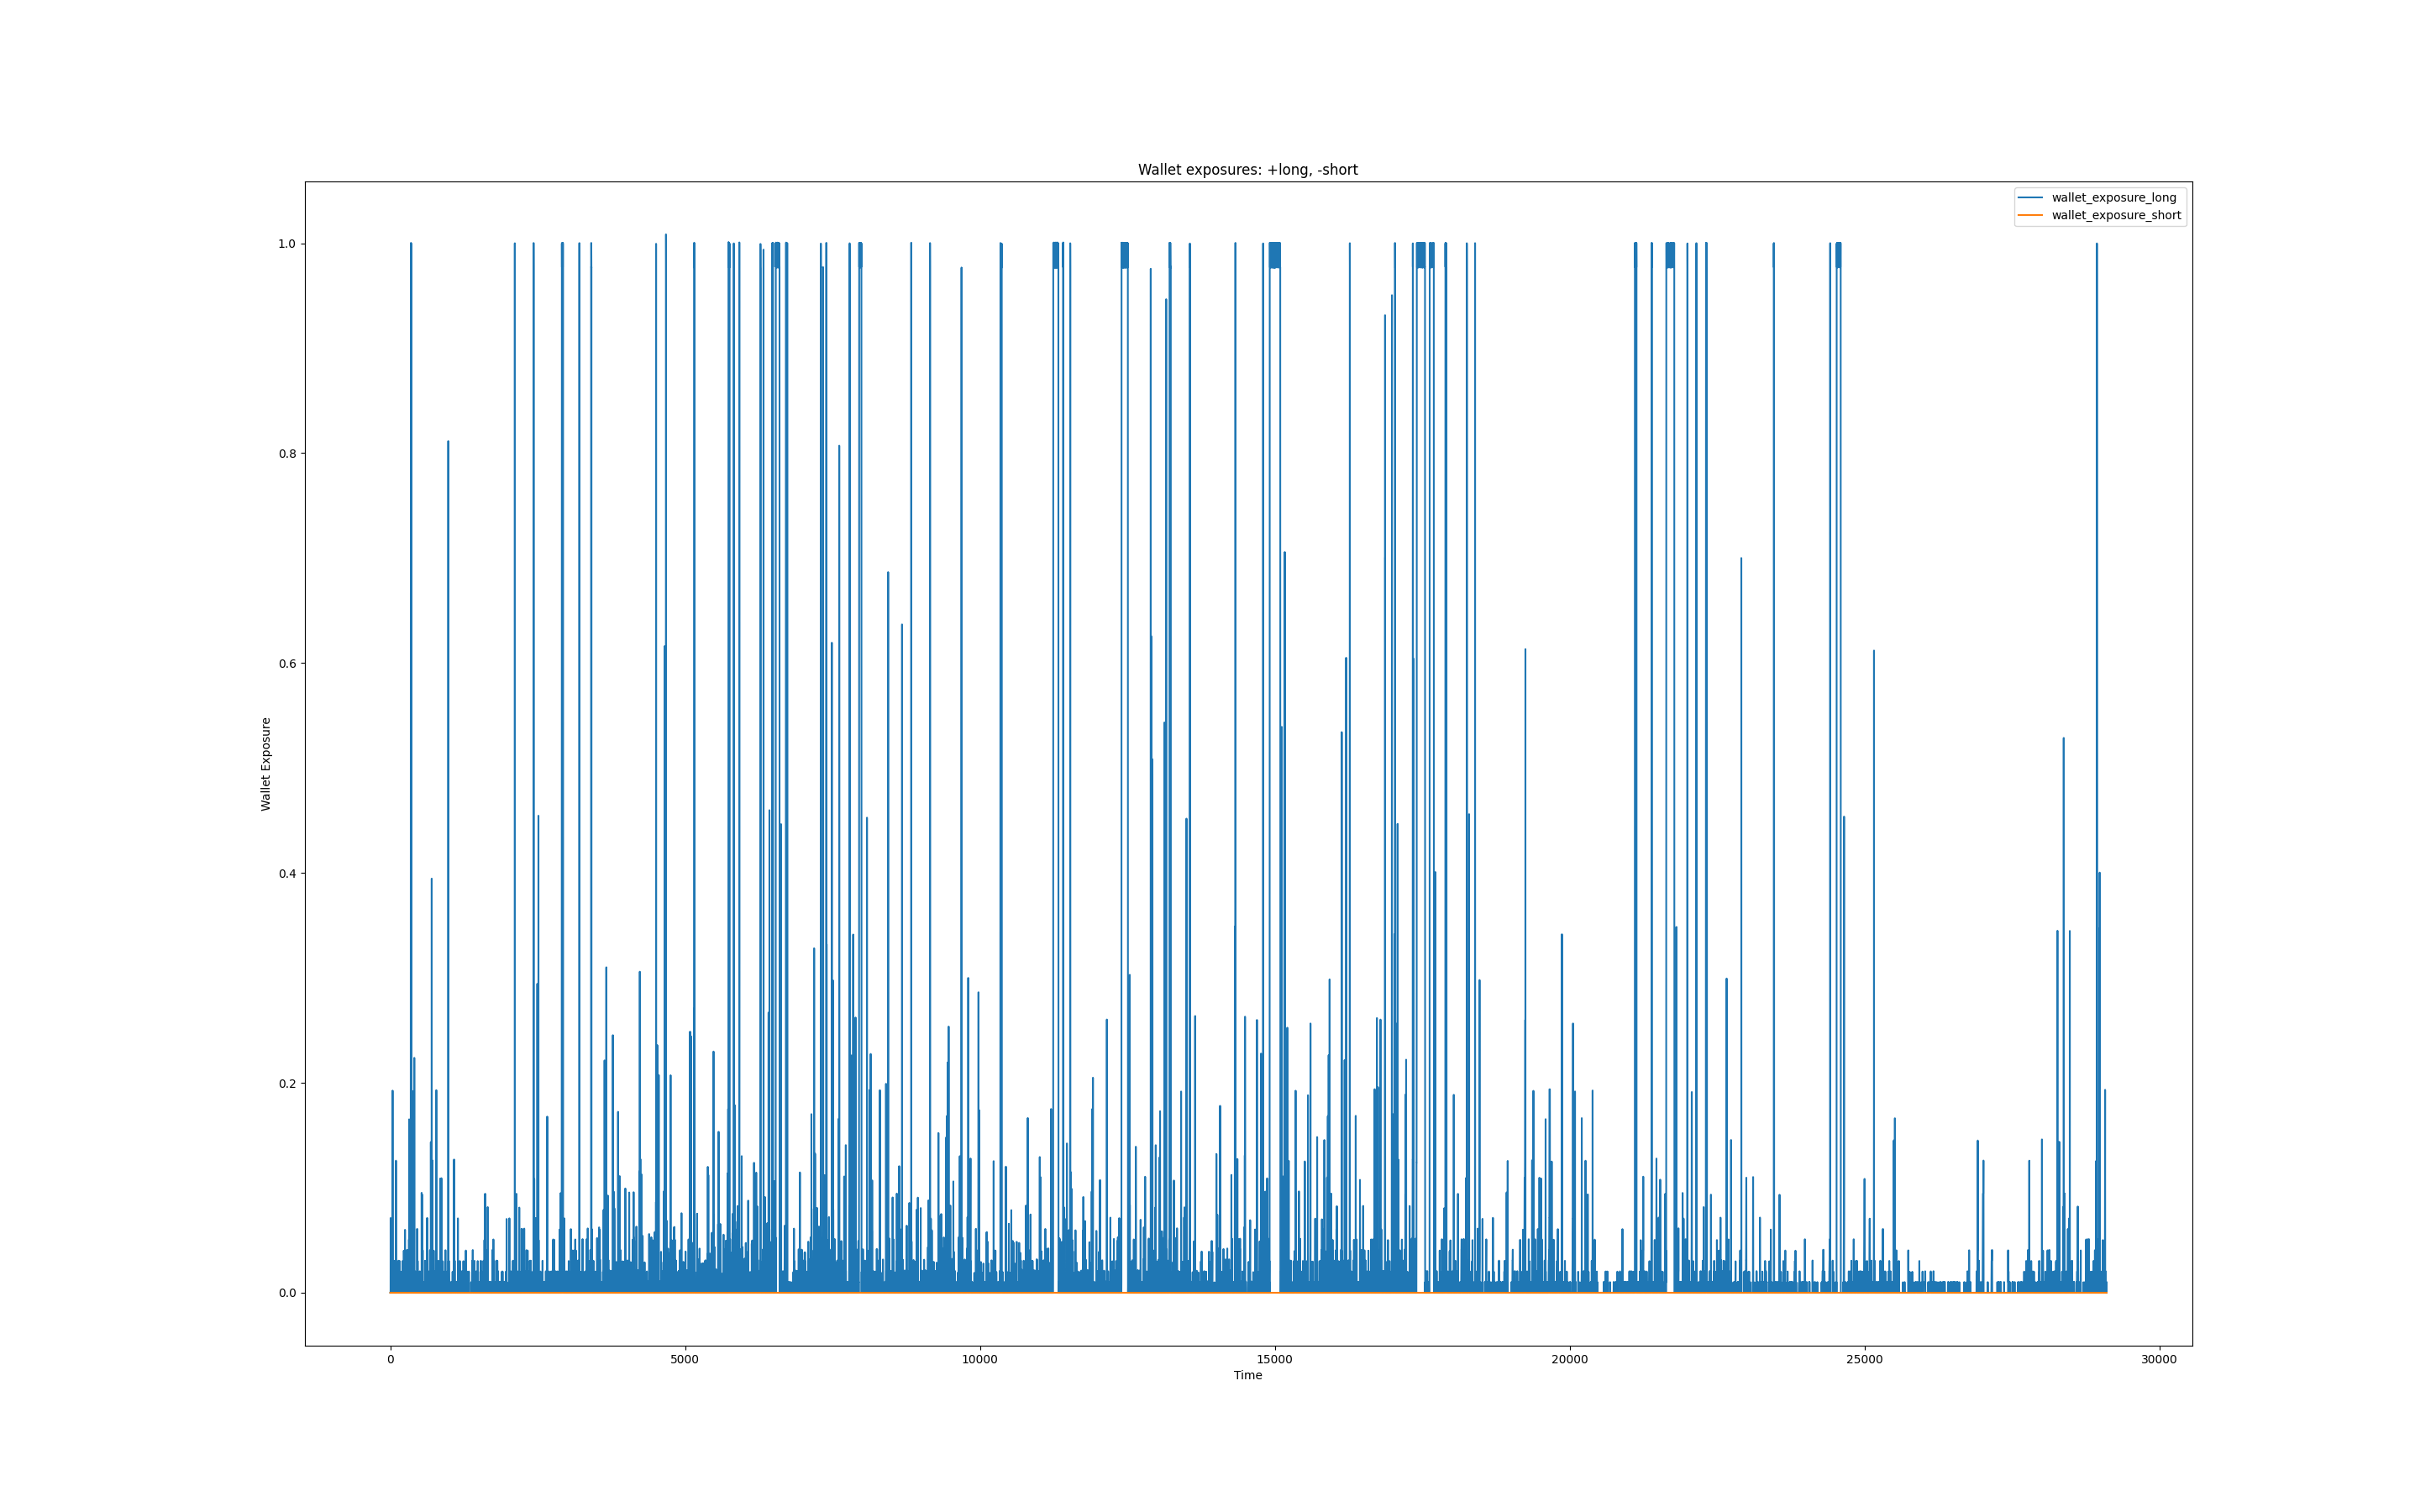 Wallet exposures: +long, -short
wallet_exposure_long
wallet_exposure_short
1.0
0.8
0.6
0.4
0.2
0.0
Wallet Exposure
0 5000 10000 15000 20000 25000 30000
Time